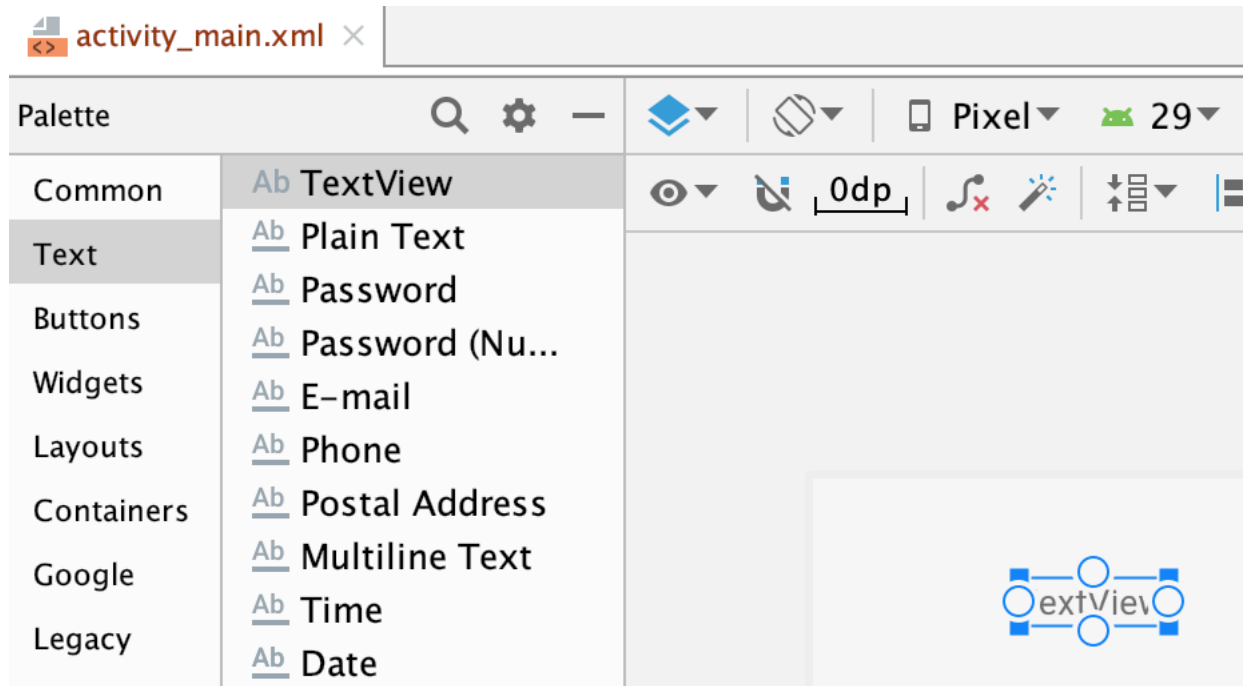 activity_main.xml
Palette
Pixel 29
0dp
Common
Text
Buttons
Widgets
Layouts
Containers
Google
Legacy
Ab TextView
Ab Plain Text
Ab Password
Ab Password (Nu...
Ab E-mail
Ab Phone
Ab Postal Address
Ab Multiline Text
Ab Time
Ab Date